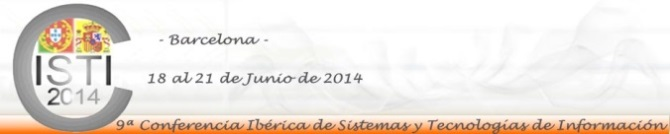 - Barcelona -
CISTI
2014
18 al 21 de Junio de 2014
9ª Conferencia Ibérica de Sistemas y Tecnologías de Información